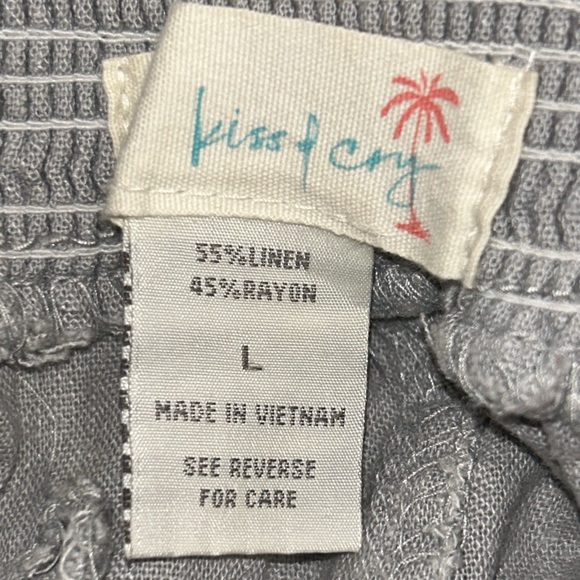 kiss & cry
55%LINEN
45%RAYON
L
MADE IN VIETNAM
SEE REVERSE
FOR CARE